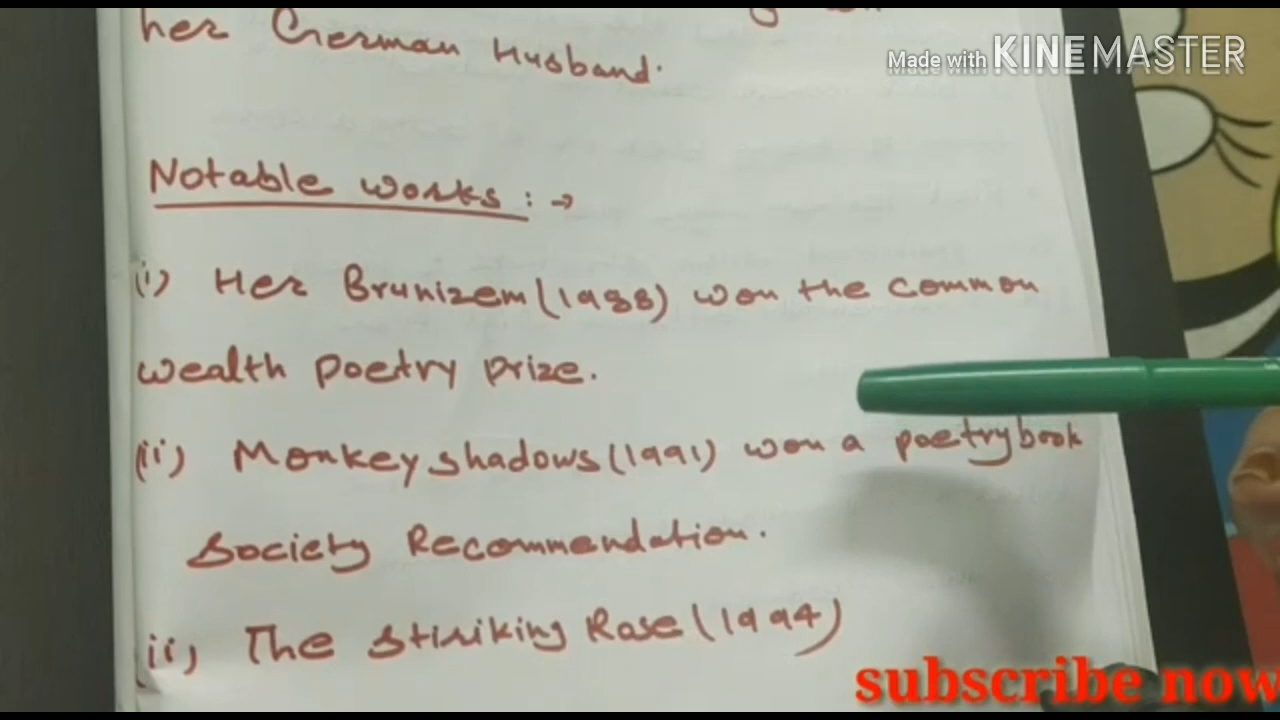 her German Husband.
Made with KINEMASTER
Notable works : →
(i) Her Brunizem (1988) won the common
wealth poetry prize.
(ii) Monkey shadows (1991) won a poetry book
Society Recommendation.
(ii) The Stinking Rose (1994)
subscribe now